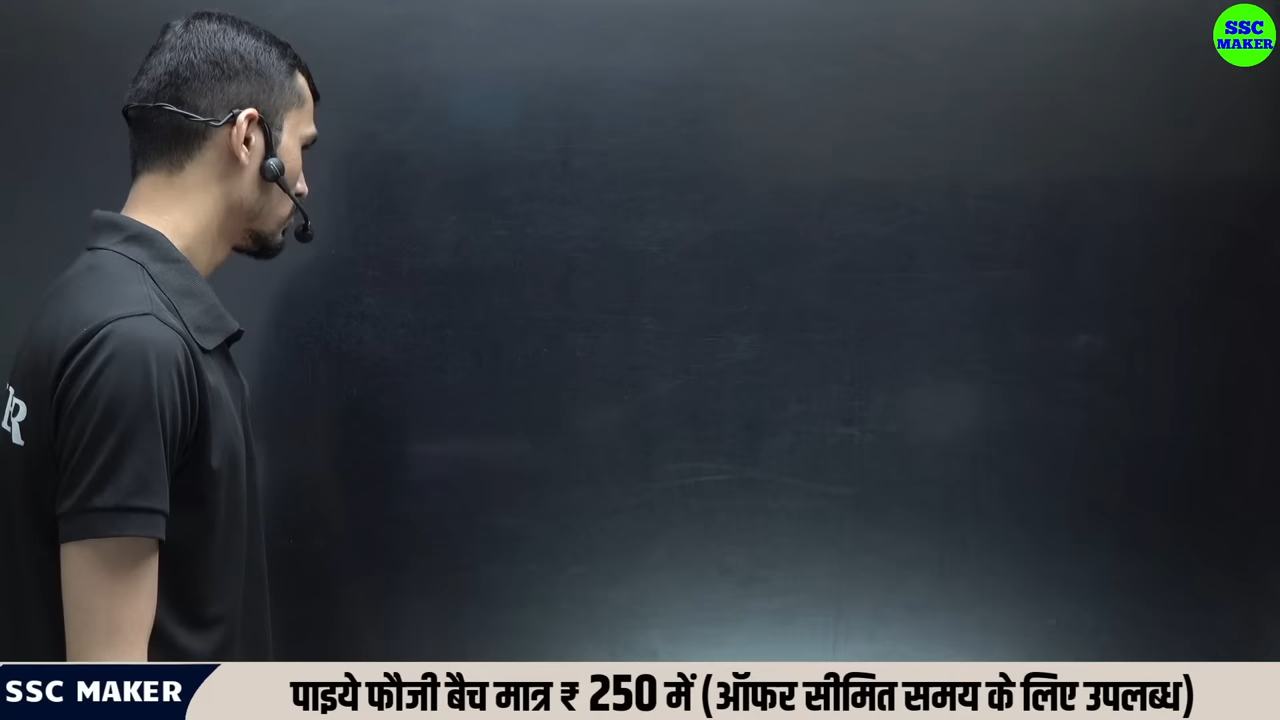 SSC
MAKER
R
SSC MAKER
पाइये फौजी बैच मात्र ₹ 250 में (ऑफर सीमित समय के लिए उपलब्ध)